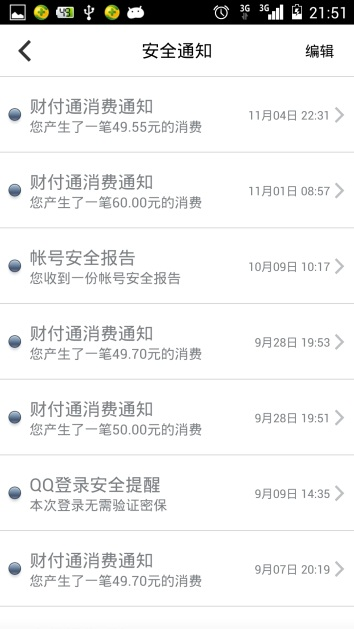 49
3G
3G
21:51
安全通知
编辑
财付通消费通知
11月04日 22:31
您产生了一笔49.55元的消费
财付通消费通知
11月01日 08:57
您产生了一笔60.00元的消费
帐号安全报告
10月09日 10:17
您收到一份帐号安全报告
财付通消费通知
9月28日 19:53
您产生了一笔49.70元的消费
财付通消费通知
9月28日 19:51
您产生了一笔50.00元的消费
QQ登录安全提醒
9月09日 14:35
本次登录无需验证密保
财付通消费通知
9月07日 20:19
您产生了一笔49.70元的消费